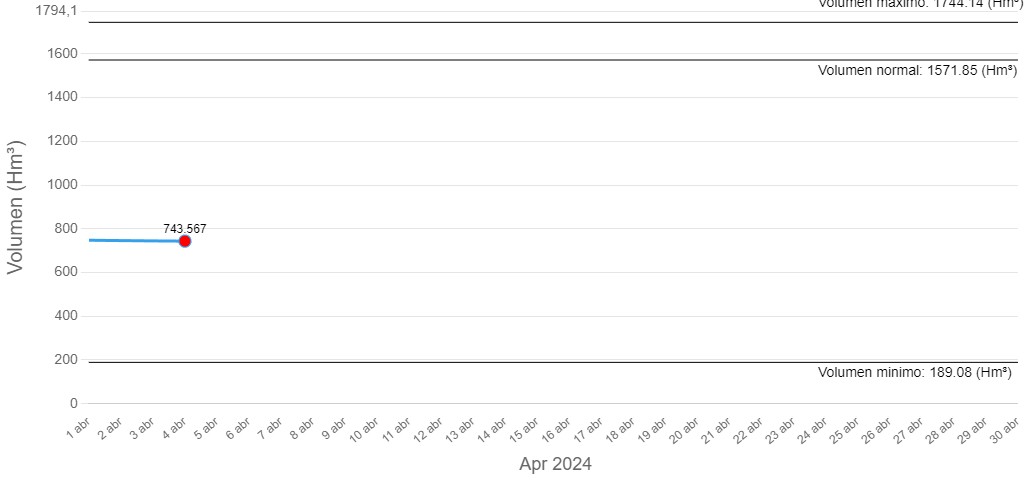 Volumen maximo: 1744.14 (Hm³)
1794,1
1600
Volumen normal: 1571.85 (Hm³)
1400
1200
1000
800
743.567
600
400
200
Volumen minimo: 189.08 (Hm³)
0
Volumen (Hm³)
1 abr
2 abr
3 abr
4 abr
5 abr
6 abr
7 abr
8 abr
9 abr
10 abr
11 abr
12 abr
13 abr
14 abr
15 abr
16 abr
17 abr
18 abr
19 abr
20 abr
21 abr
22 abr
23 abr
24 abr
25 abr
26 abr
27 abr
28 abr
29 abr
30 abr
Apr 2024